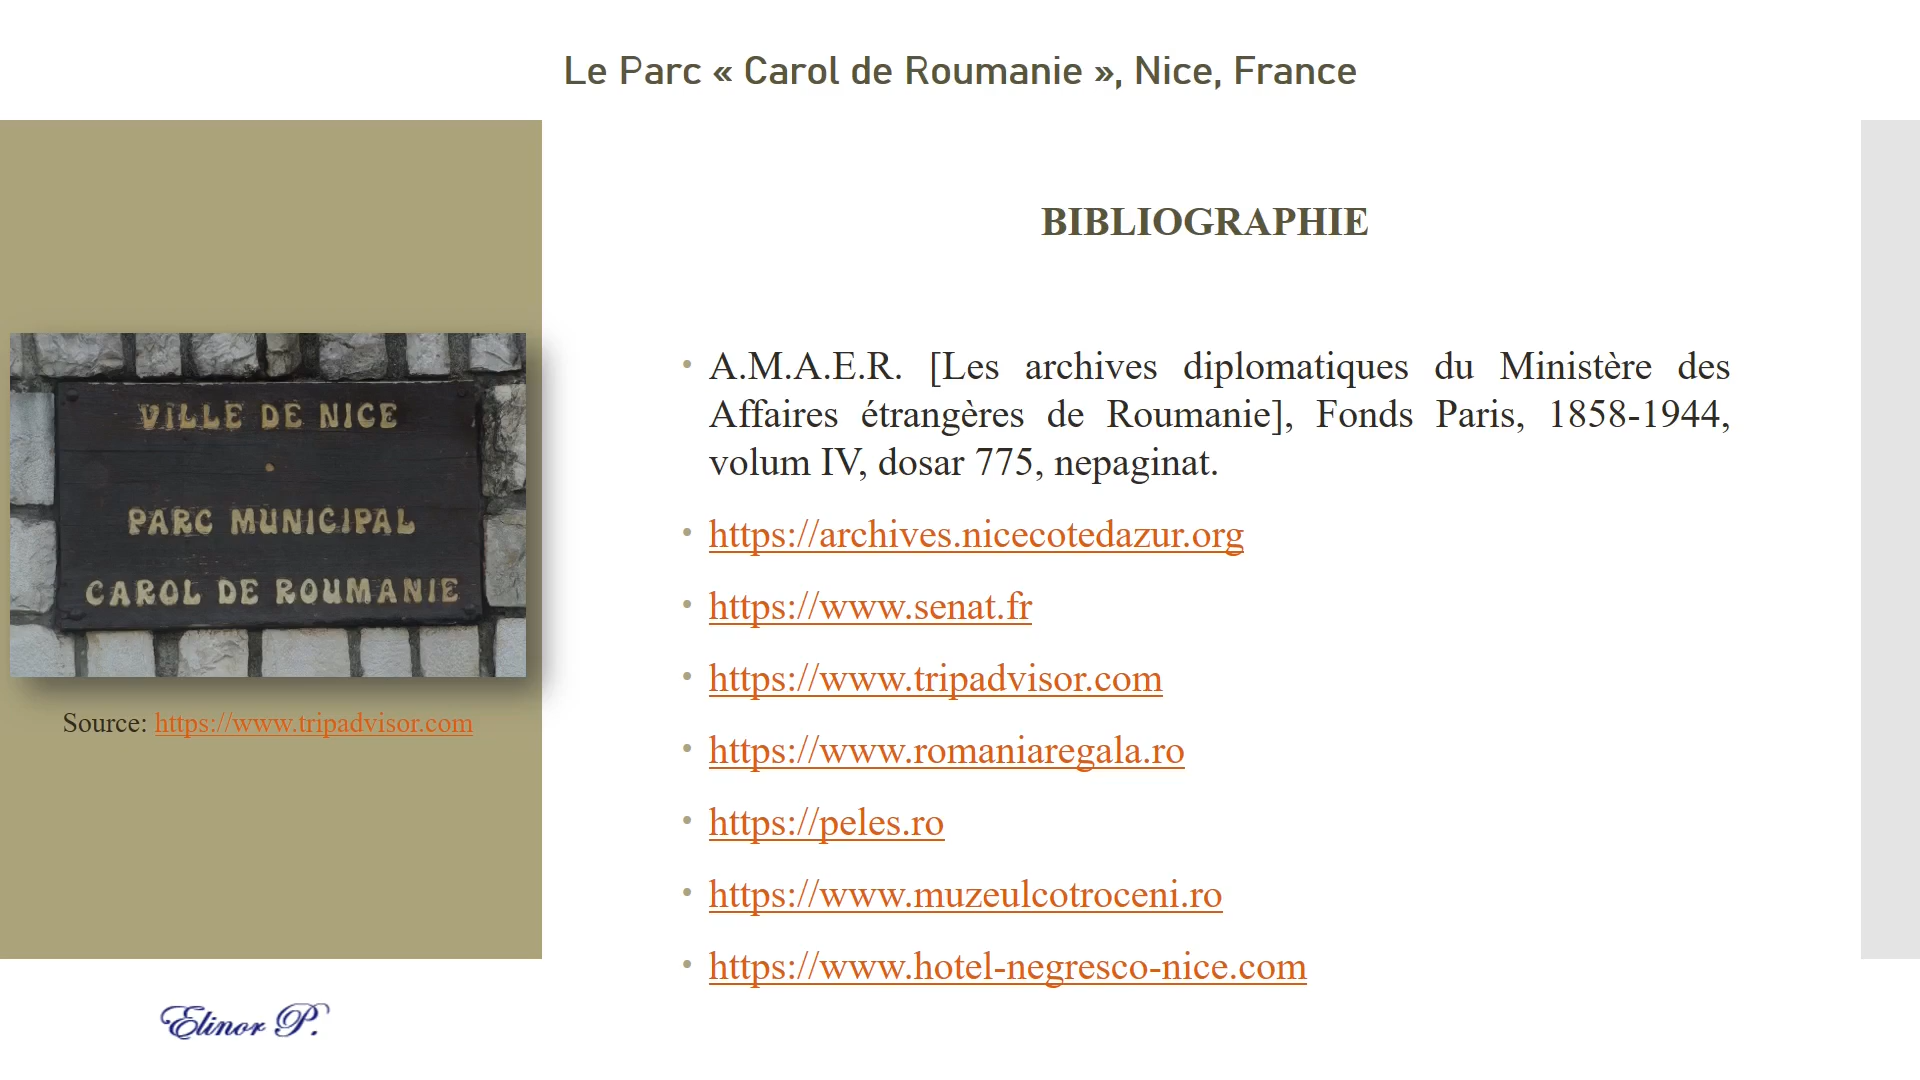 Le Parc « Carol de Roumanie », Nice, France
VILLE DE NICE
PARC MUNICIPAL
CAROL DE ROUMANIE
Source: https://www.tripadvisor.com
BIBLIOGRAPHIE
• A.M.A.E.R. [Les archives diplomatiques du Ministère des
Affaires étrangères de Roumanie], Fonds Paris, 1858-1944,
volum IV, dosar 775, nepaginat.
• https://archives.nicecotedazur.org
• https://www.senat.fr
• https://www.tripadvisor.com
• https://www.romaniaregala.ro
• https://peles.ro
• https://www.muzeulcotroceni.ro
• https://www.hotel-negresco-nice.com
Elinor P.